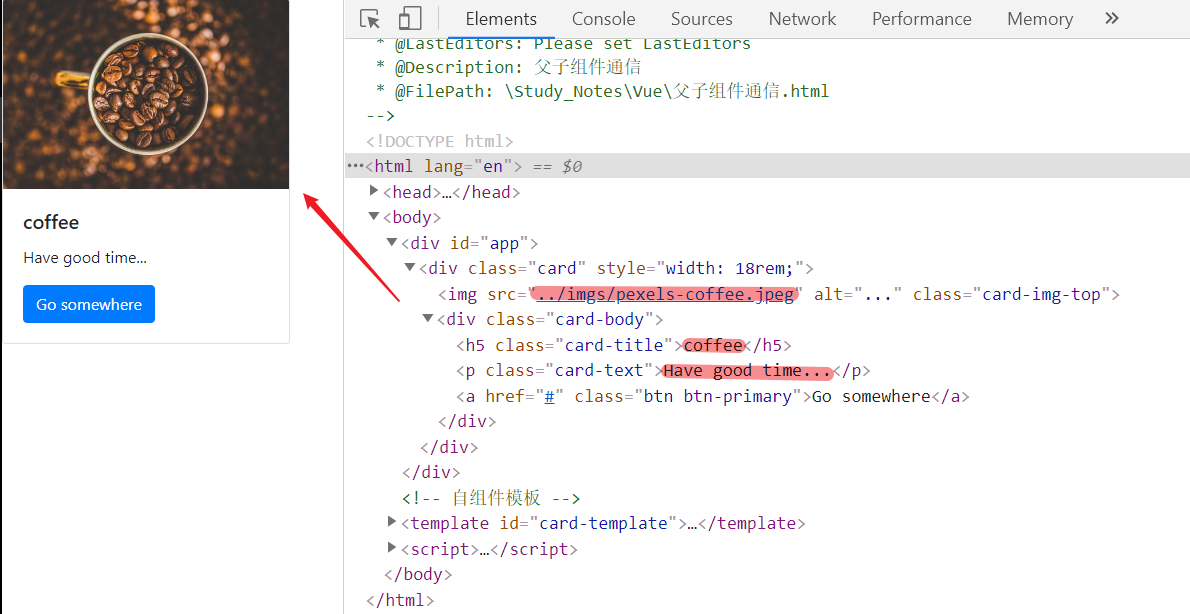 coffee
Have good time...
Go somewhere
Elements Console Sources Network Performance Memory »
* @LastEditors: Please set LastEditors
* @Description: 父子组件通信
* @FilePath: \Study_Notes\Vue\父子组件通信.html
-->
<!DOCTYPE html>
···<html lang="en"> == $0
<head>…</head>
<body>
<div id="app">
<div class="card" style="width: 18rem;">
<img src="../imgs/pexels-coffee.jpeg" alt="..." class="card-img-top">
<div class="card-body">
<h5 class="card-title">coffee</h5>
<p class="card-text">Have good time...</p>
<a href="#" class="btn btn-primary">Go somewhere</a>
</div>
</div>
</div>
<!-- 自组件模板 -->
<template id="card-template">…</template>
<script>…</script>
</body>
</html>